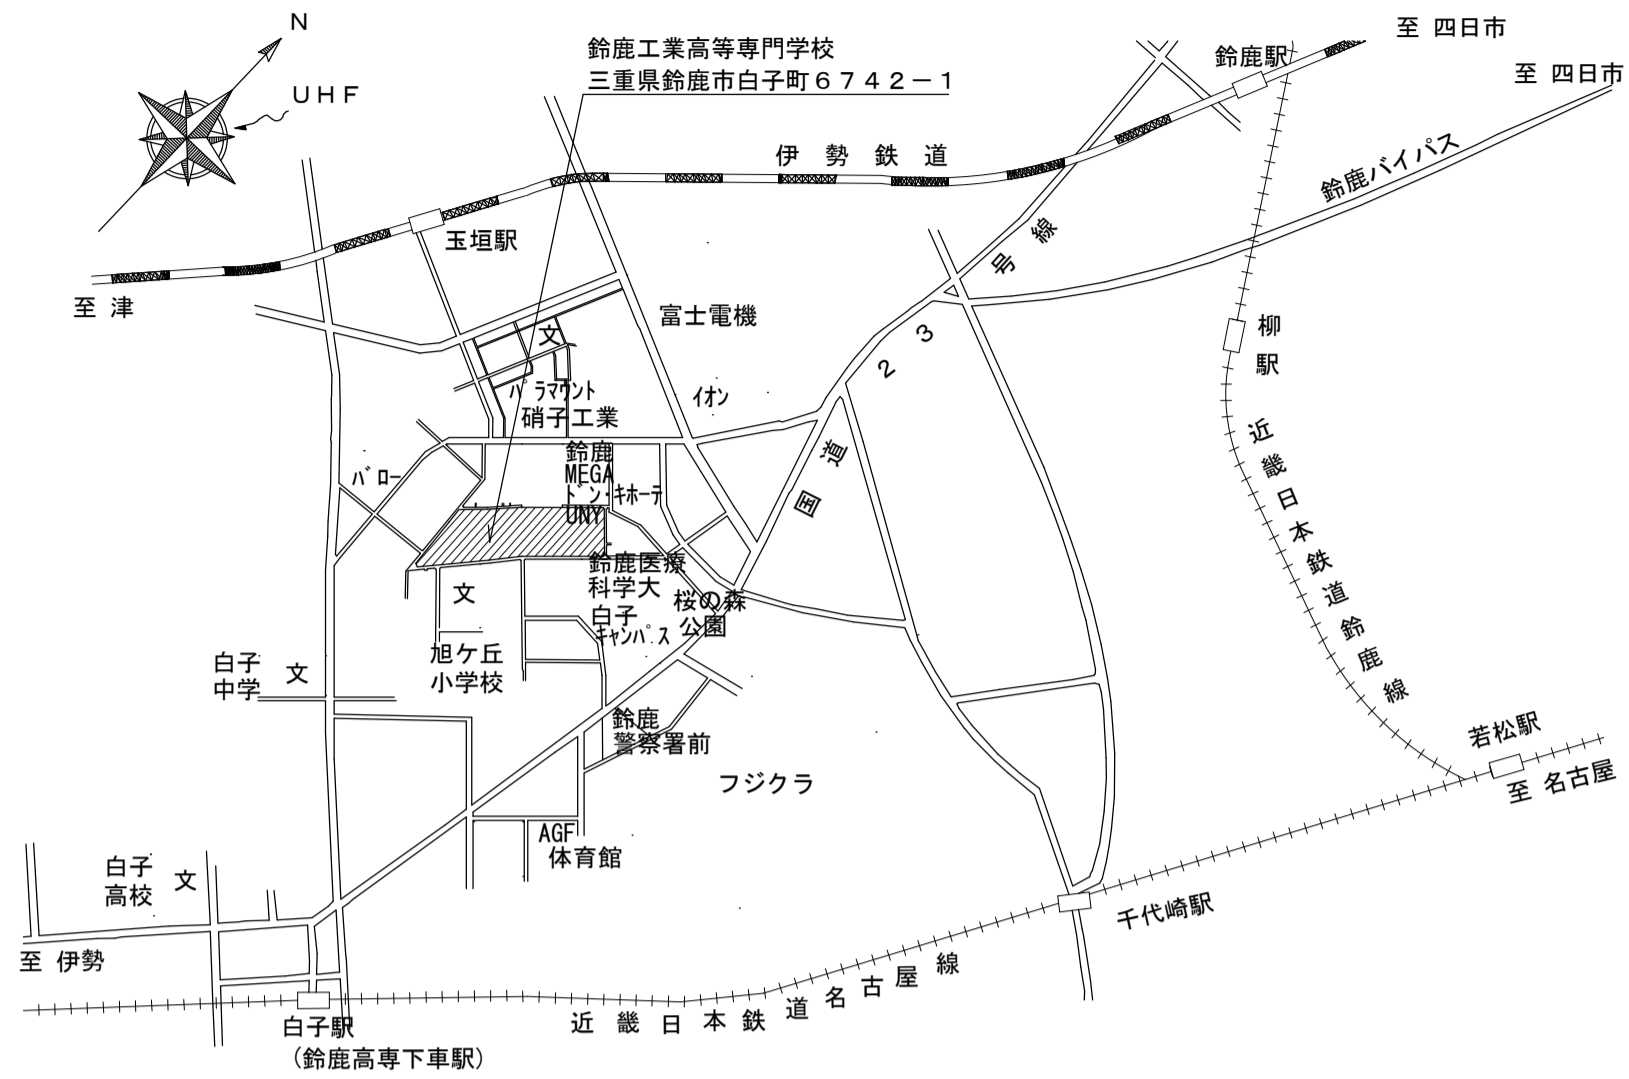 N
UHF
鈴鹿工業高等専門学校
三重県鈴鹿市白子町６７４２－１
至 四日市
鈴鹿駅
至 四日市
伊勢鉄道
鈴鹿バイパス
玉垣駅
至 津
富士電機
文
パラマウント
硝子工業
イオン
国道23号線
柳駅
近畿日本鉄道鈴鹿線
バロー
鈴鹿
MEGA
ドン・キホーテ
UNY
鈴鹿医療
科学大
白子
キャンパス
桜の森
公園
文
旭ケ丘
小学校
白子
中学
文
鈴鹿
警察署前
フジクラ
若松駅
至 名古屋
AGF
体育館
白子
高校
文
千代崎駅
至 伊勢
近畿日本鉄道名古屋線
白子駅
(鈴鹿高専下車駅)